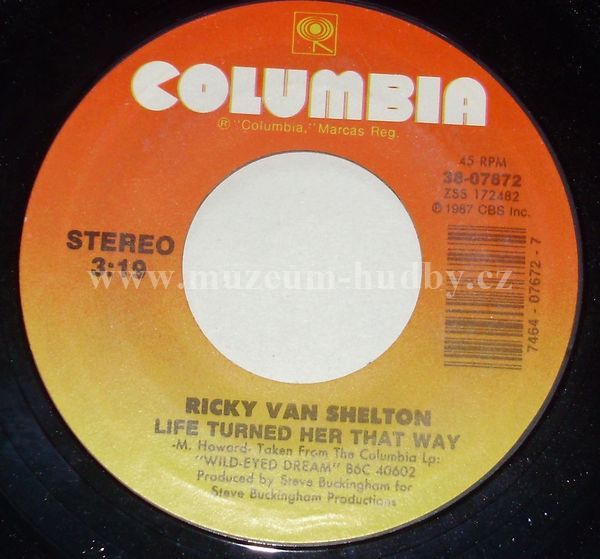 COLUMBIA
® "Columbia," Marcas Reg.
45 RPM
38-07672
ZSS 172482
℗ 1987 CBS Inc.
STEREO
3:19
www.muzeum-hudby.cz
7464-07672-7
RICKY VAN SHELTON
LIFE TURNED HER THAT WAY
-M. Howard- Taken From The Columbia Lp:
"WILD-EYED DREAM" B6C 40602
Produced by Steve Buckingham for
Steve Buckingham Productions